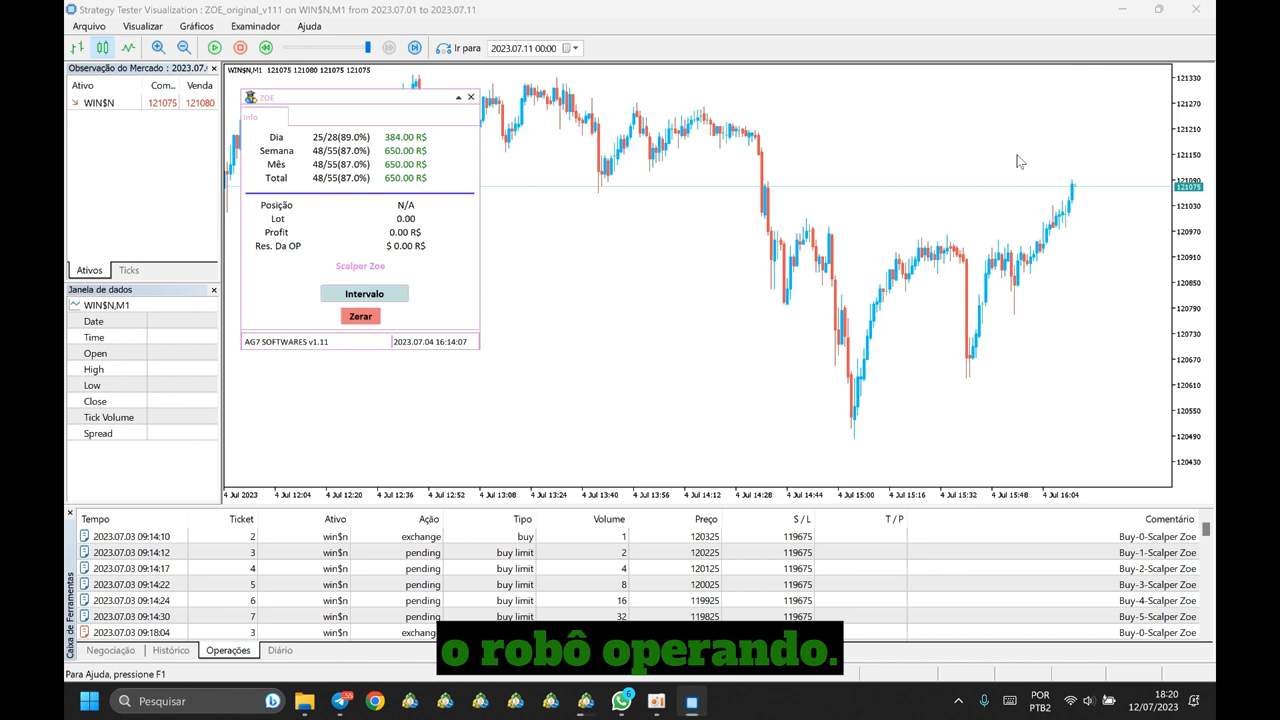 Strategy Tester Visualization : ZOE_original_v111 on WIN$N,M1 from 2023.07.01 to 2023.07.11
Arquivo Visualizar Gráficos Examinador Ajuda
Ir para 2023.07.11 00:00
Observação do Mercado : 2023.07.
Ativo Com... Venda
WIN$N 121075 121080
Ativos Ticks
Janela de dados
WIN$N,M1
Date
Time
Open
High
Low
Close
Tick Volume
Spread
WIN$N,M1 121075 121080 121075 121075
ZOE
Info
Dia 25/28(89.0%) 384.00 R$
Semana 48/55(87.0%) 650.00 R$
Mês 48/55(87.0%) 650.00 R$
Total 48/55(87.0%) 650.00 R$
Posição N/A
Lot 0.00
Profit 0.00 R$
Res. Da OP $ 0.00 R$
Scalper Zoe
Intervalo
Zerar
AG7 SOFTWARES v1.11 2023.07.04 16:14:07
121330
121270
121210
121150
121090
121075
121030
120970
120910
120850
120790
120730
120670
120610
120550
120490
120430
4 Jul 2023 4 Jul 12:04 4 Jul 12:20 4 Jul 12:36 4 Jul 12:52 4 Jul 13:08 4 Jul 13:24 4 Jul 13:40 4 Jul 13:56 4 Jul 14:12 4 Jul 14:28 4 Jul 14:44 4 Jul 15:00 4 Jul 15:16 4 Jul 15:32 4 Jul 15:48 4 Jul 16:04
Tempo Ticket Ativo Ação Tipo Volume Preço S / L T / P Comentário
2023.07.03 09:14:10 2 win$n exchange buy 1 120325 119675 Buy-0-Scalper Zoe
2023.07.03 09:14:12 3 win$n pending buy limit 2 120225 119675 Buy-1-Scalper Zoe
2023.07.03 09:14:17 4 win$n pending buy limit 4 120125 119675 Buy-2-Scalper Zoe
2023.07.03 09:14:22 5 win$n pending buy limit 8 120025 119675 Buy-3-Scalper Zoe
2023.07.03 09:14:24 6 win$n pending buy limit 16 119925 119675 Buy-4-Scalper Zoe
2023.07.03 09:14:30 7 win$n pending buy limit 32 119825 119675 Buy-5-Scalper Zoe
2023.07.03 09:18:04 3 win$n exchang 119675 Buy-0-Scalper Zoe
Caixa de Ferramentas
Negociação Histórico Operações Diário
o robô operando.
Para Ajuda, pressione F1
Pesquisar
6
POR
PTB2
18:20
12/07/2023